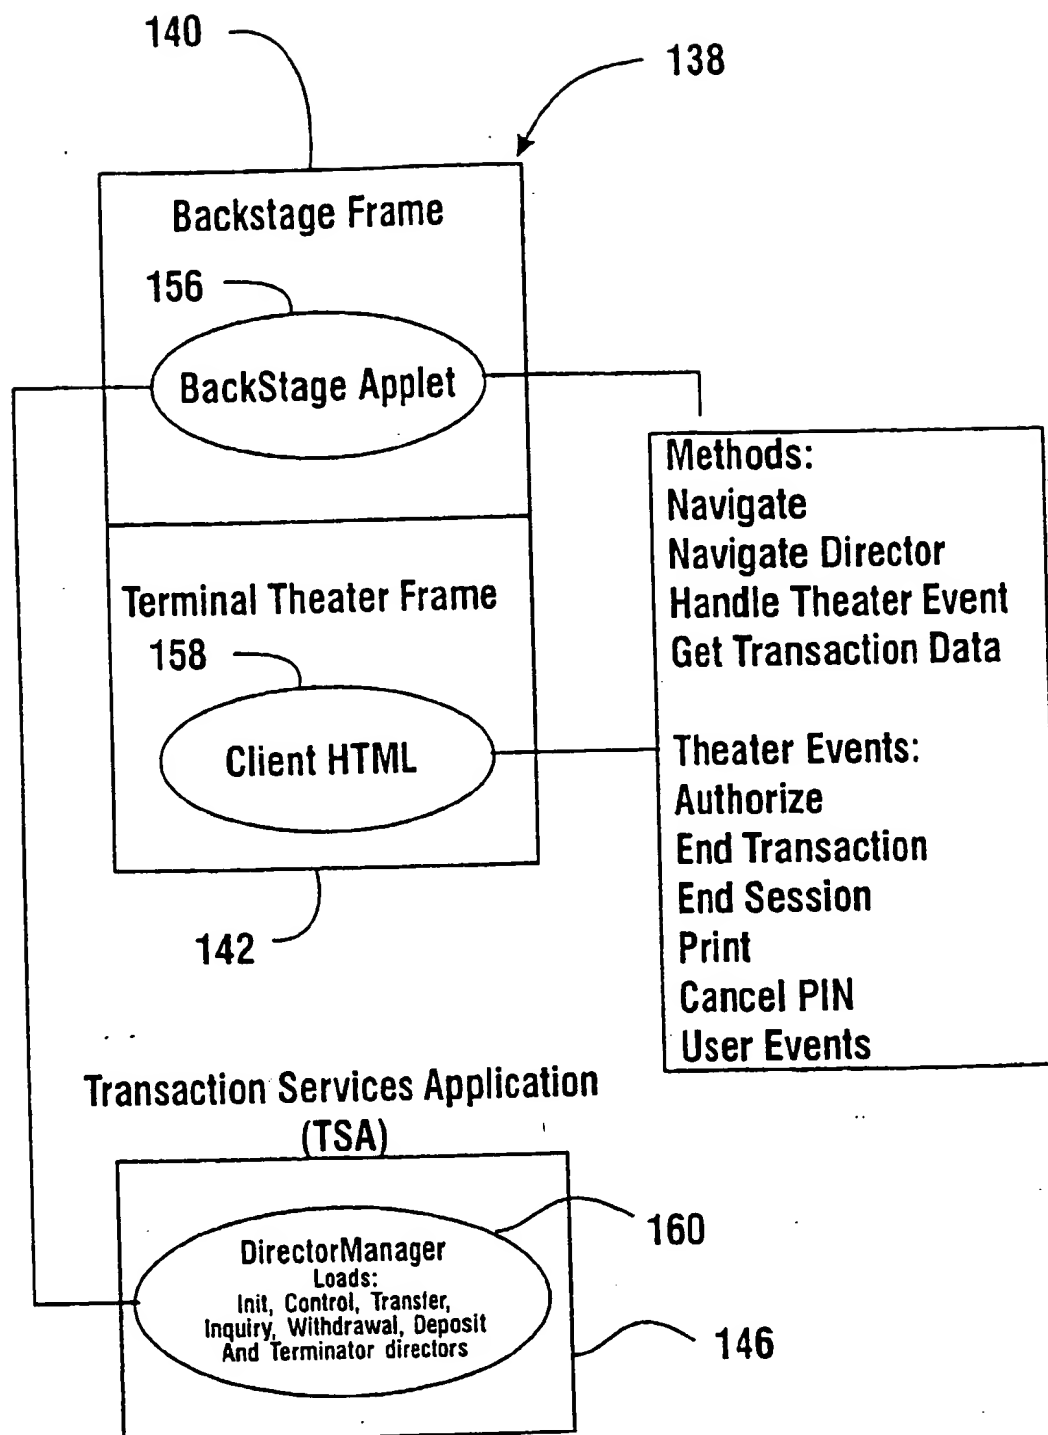 140
138
Backstage Frame
156
BackStage Applet
Methods:
Navigate
Navigate Director
Handle Theater Event
Get Transaction Data
Terminal Theater Frame
158
Client HTML
Theater Events:
Authorize
End Transaction
End Session
Print
Cancel PIN
User Events
142
Transaction Services Application
(TSA)
160
DirectorManager
Loads:
Init, Control, Transfer,
Inquiry, Withdrawal, Deposit
And Terminator directors
146